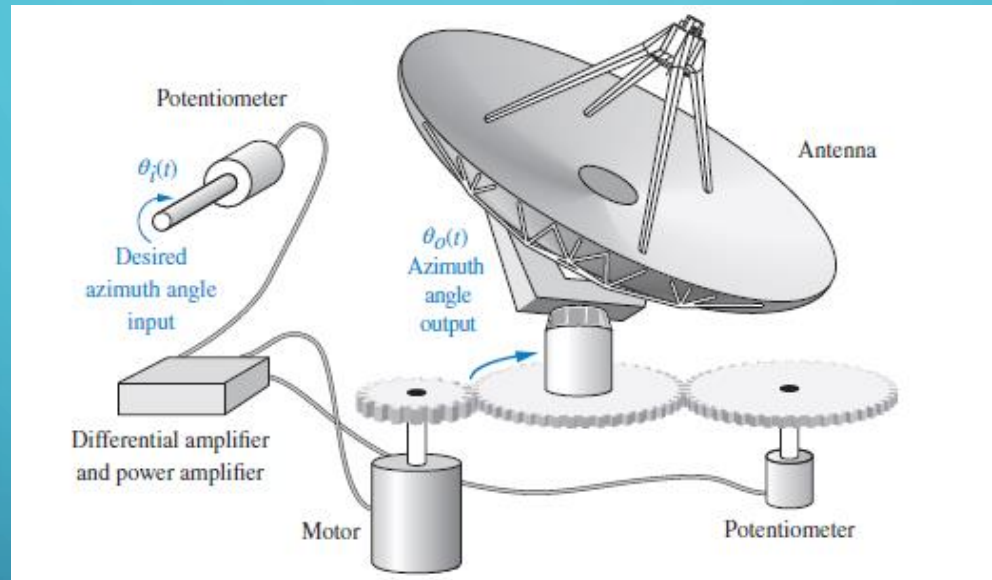 Potentiometer
θi(t)
Desired
azimuth angle
input
Antenna
θo(t)
Azimuth
angle
output
Differential amplifier
and power amplifier
Motor
Potentiometer